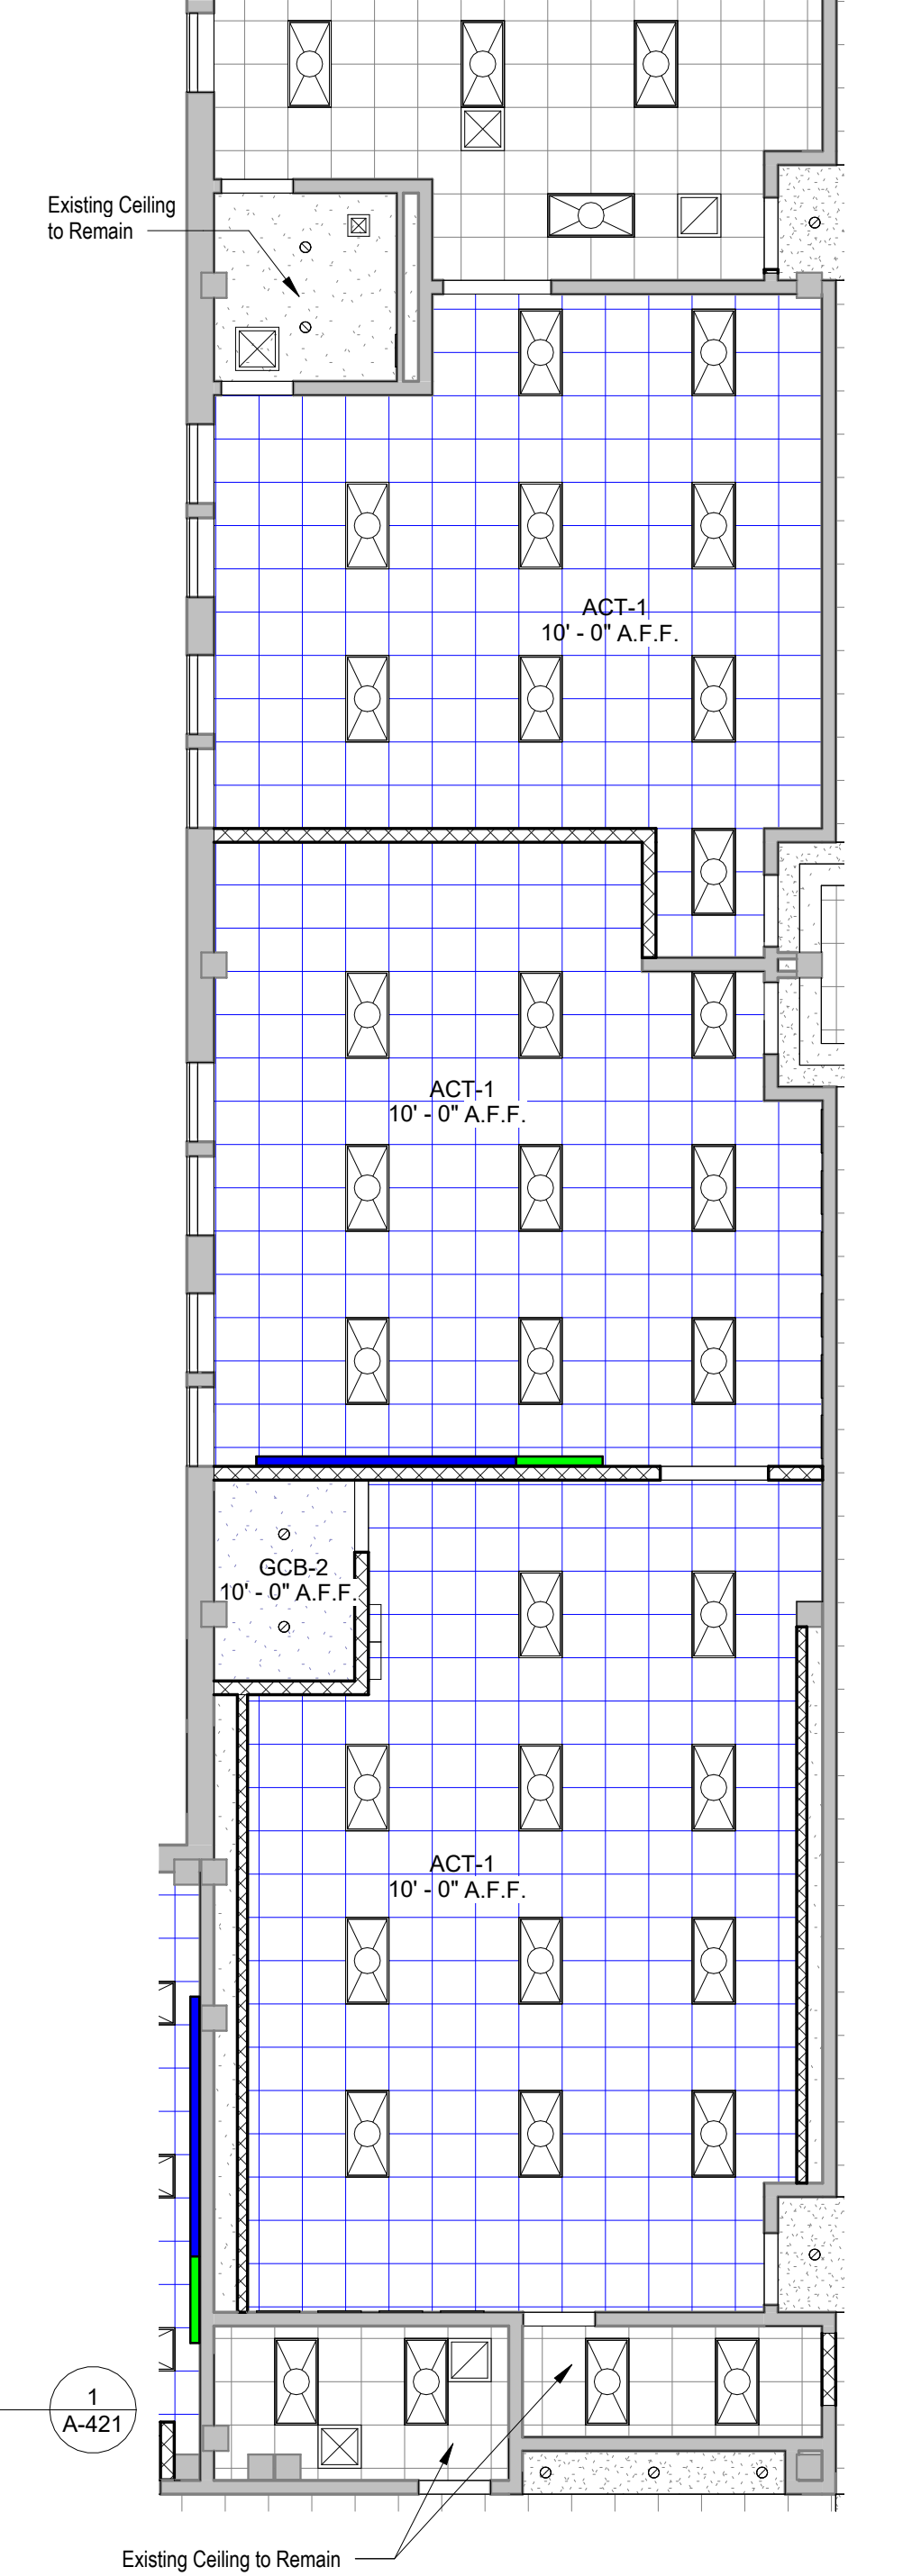 Existing Ceiling
to Remain
ACT-1
10' - 0" A.F.F.
ACT-1
10' - 0" A.F.F.
GCB-2
10' - 0" A.F.F.
ACT-1
10' - 0" A.F.F.
1
A-421
Existing Ceiling to Remain